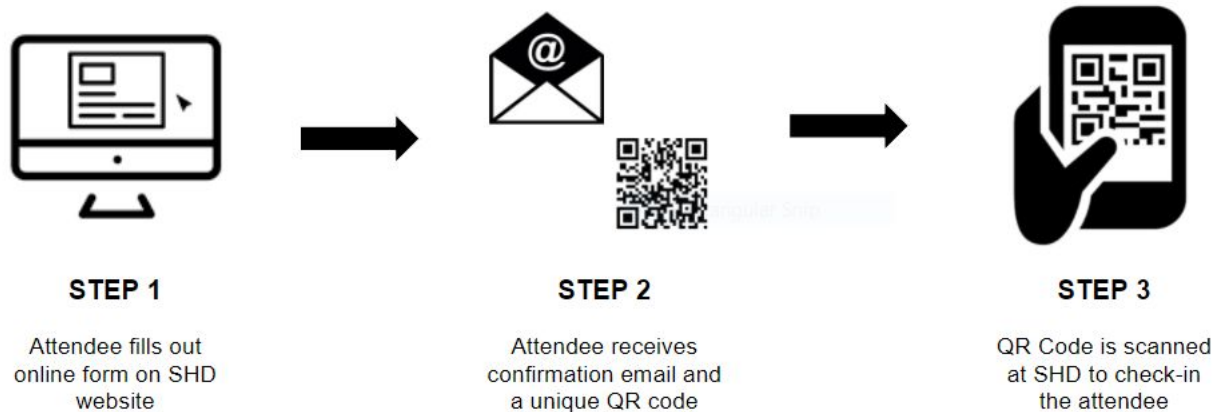 @
STEP 1
Attendee fills out
online form on SHD
website
STEP 2
Attendee receives
confirmation email and
a unique QR code
STEP 3
QR Code is scanned
at SHD to check-in
the attendee